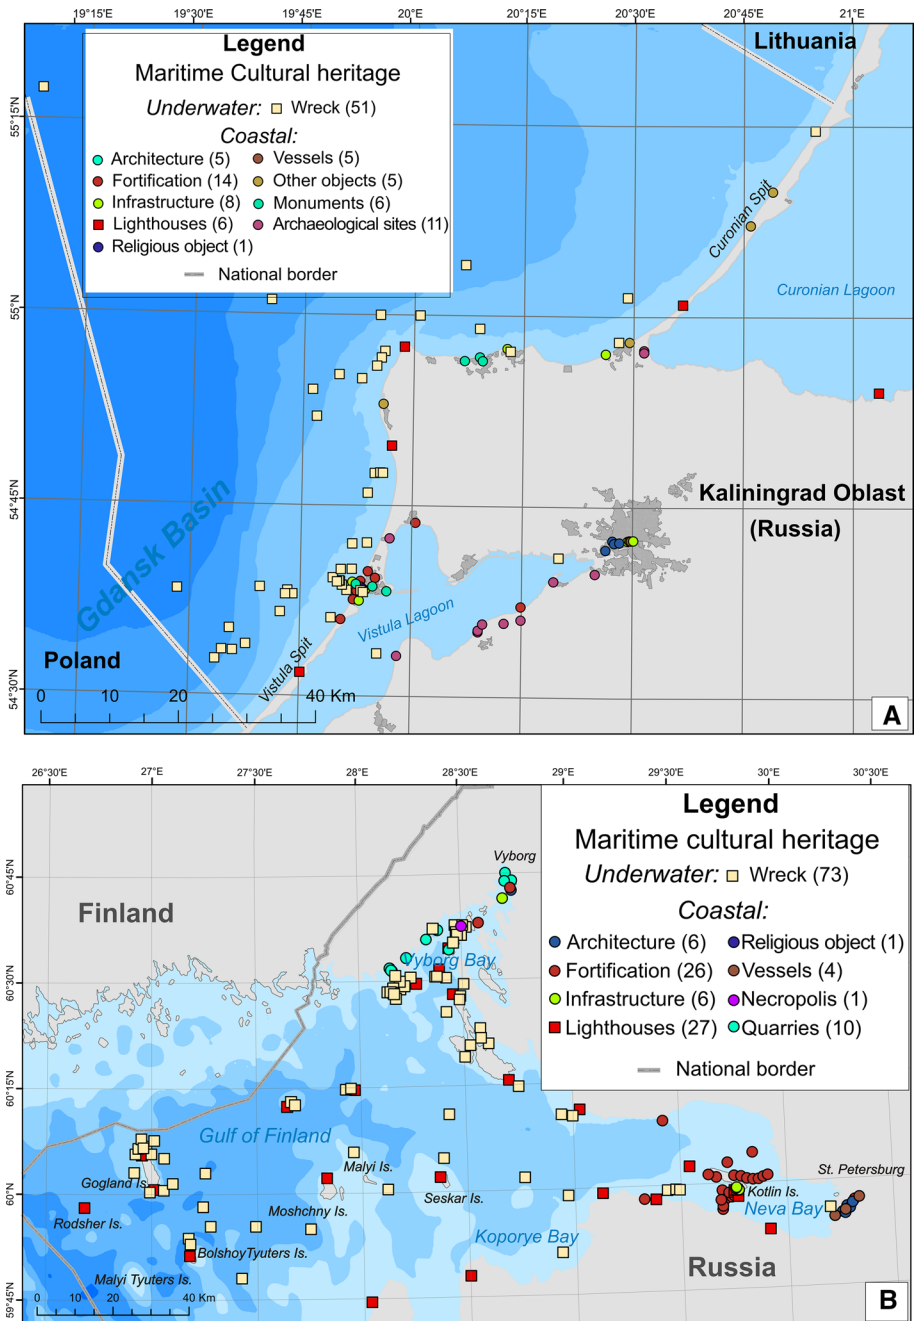 19°15'E 19°30'E 19°45'E 20°E 20°15'E 20°30'E 20°45'E 21°E
Legend
Maritime Cultural heritage
Underwater: Wreck (51)
Coastal:
Architecture (5) Vessels (5)
Fortification (14) Other objects (5)
Infrastructure (8) Monuments (6)
Lighthouses (6) Archaeological sites (11)
Religious object (1)
National border
Lithuania
55°15'N
Curonian Spit
Curonian Lagoon
55°N
54°45'N
Kaliningrad Oblast
(Russia)
Gdansk Basin
Vistula Lagoon
Vistula Spit
Poland
54°30'N
0 10 20 40 Km
A
26°30'E 27°E 27°30'E 28°E 28°30'E 29°E 29°30'E 30°E 30°30'E
Legend
Maritime cultural heritage
Underwater: Wreck (73)
Coastal:
Architecture (6) Religious object (1)
Fortification (26) Vessels (4)
Infrastructure (6) Necropolis (1)
Lighthouses (27) Quarries (10)
National border
Vyborg
60°45'N
Finland
Vyborg Bay
60°30'N
60°15'N
Gulf of Finland
Malyi Is.
St. Petersburg
Gogland Is.
Seskar Is.
Kotlin Is.
60°N
Moshchny Is.
Neva Bay
Rodsher Is.
Koporye Bay
BolshoyTyuters Is.
Russia
Malyi Tyuters Is.
59°45'N
0 10 20 40 Km
B